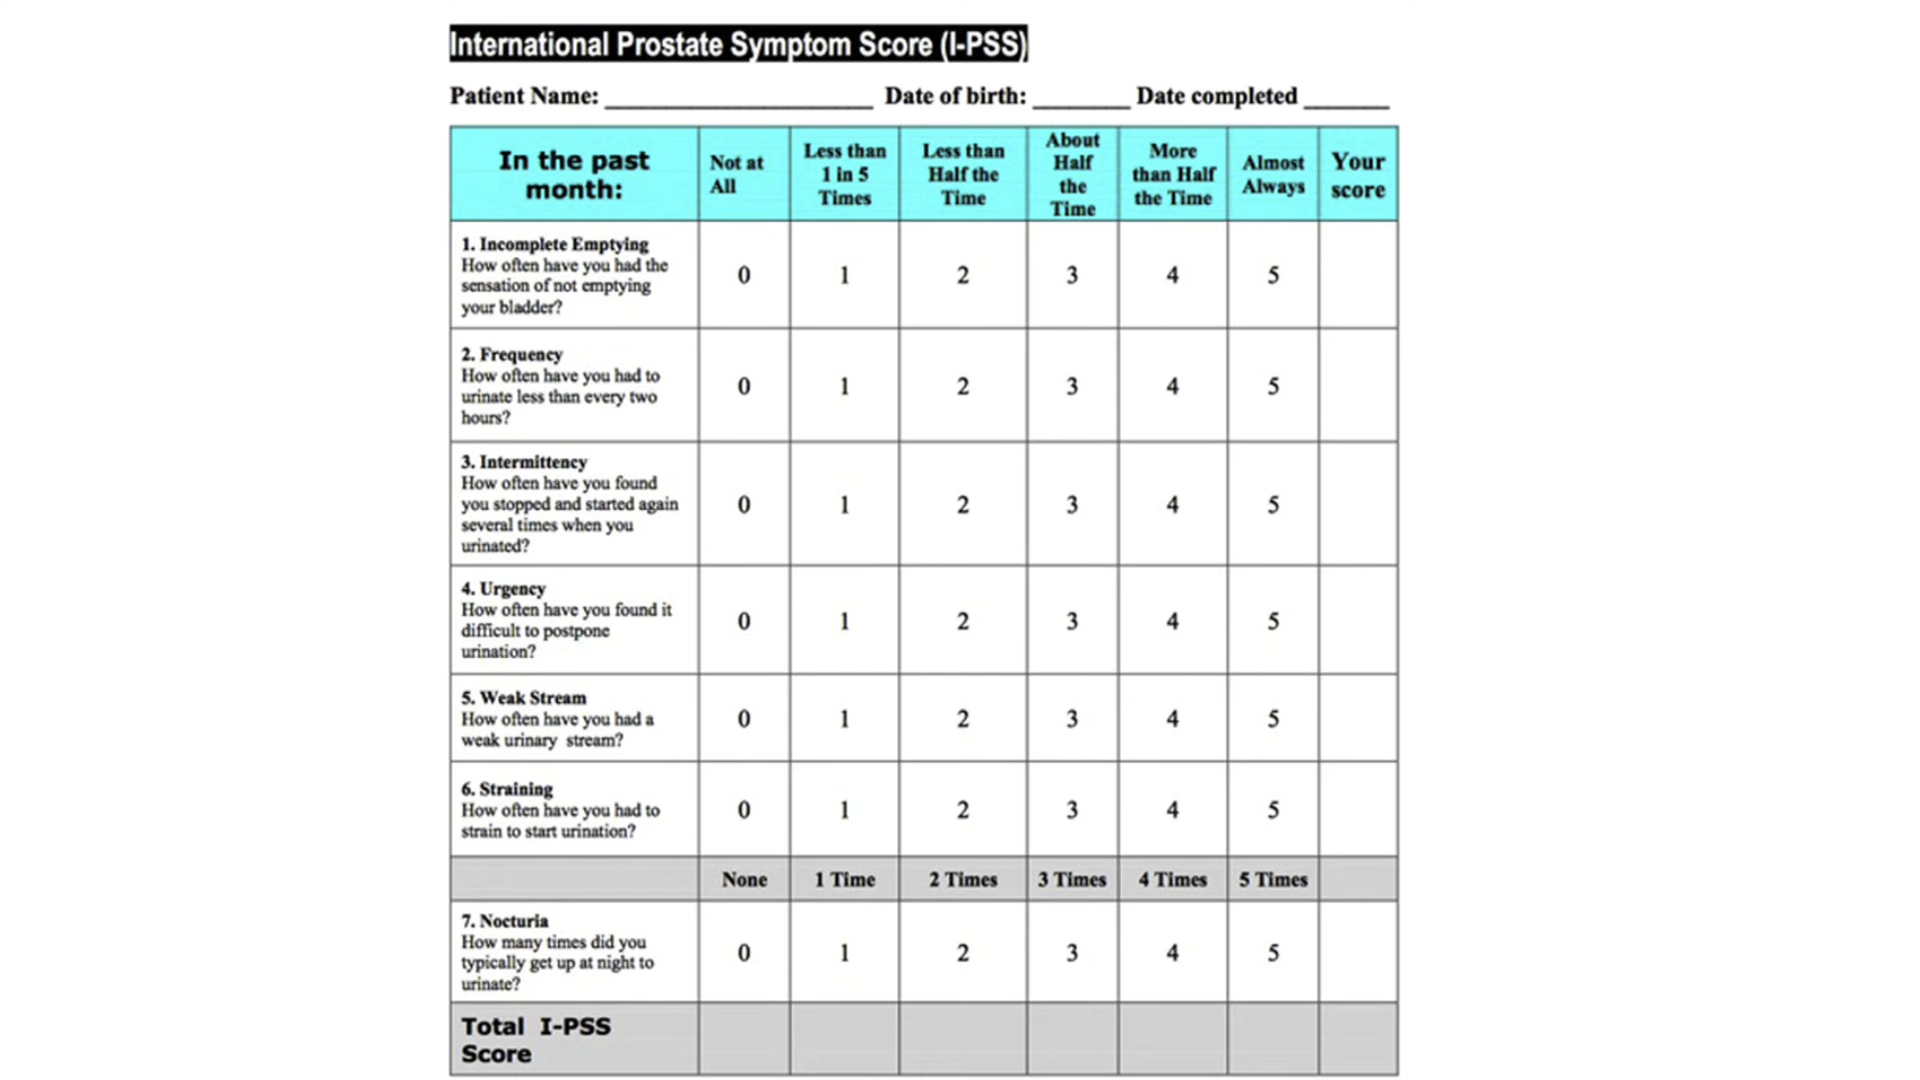 International Prostate Symptom Score (I-PSS)
Patient Name: ______________________ Date of birth: ________ Date completed _______
In the past
month:
Not at
All
Less than
1 in 5
Times
Less than
Half the
Time
About
Half
the
Time
More
than Half
the Time
Almost
Always
Your
score
1. Incomplete Emptying
How often have you had the
sensation of not emptying
your bladder?
0 1 2 3 4 5
2. Frequency
How often have you had to
urinate less than every two
hours?
0 1 2 3 4 5
3. Intermittency
How often have you found
you stopped and started again
several times when you
urinated?
0 1 2 3 4 5
4. Urgency
How often have you found it
difficult to postpone
urination?
0 1 2 3 4 5
5. Weak Stream
How often have you had a
weak urinary stream?
0 1 2 3 4 5
6. Straining
How often have you had to
strain to start urination?
0 1 2 3 4 5
None 1 Time 2 Times 3 Times 4 Times 5 Times
7. Nocturia
How many times did you
typically get up at night to
urinate?
0 1 2 3 4 5
Total I-PSS
Score